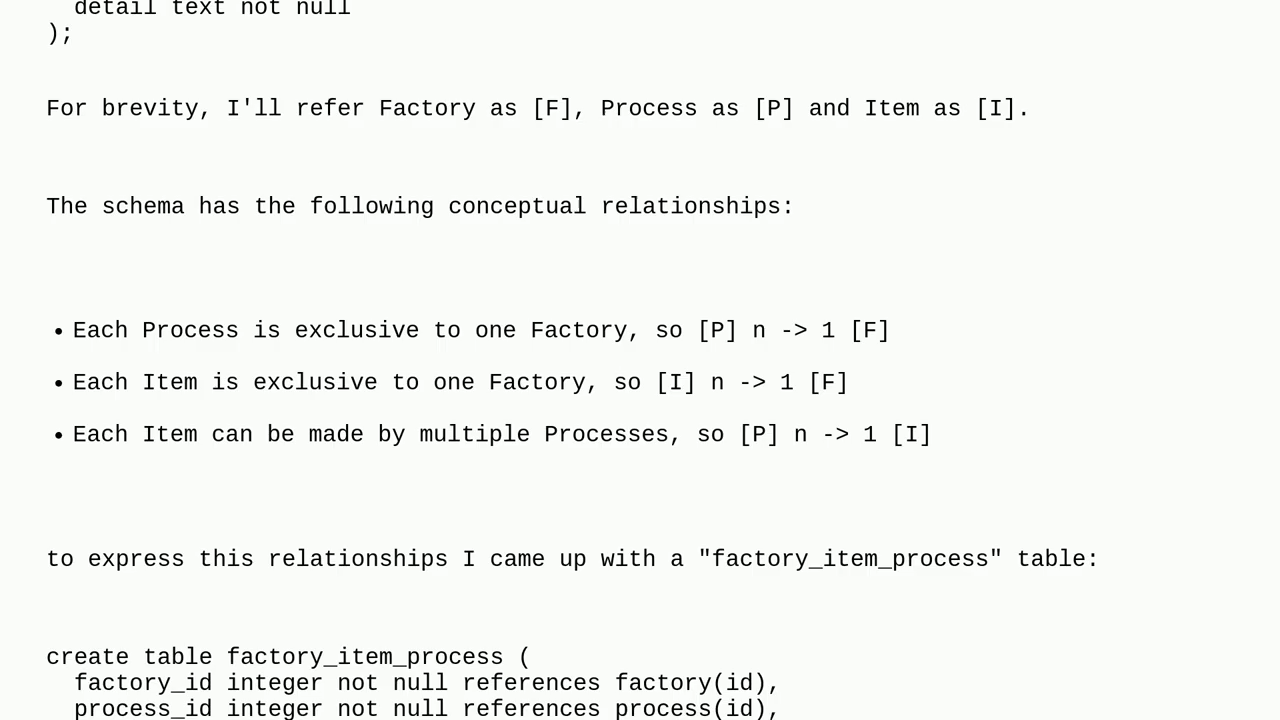 detail text not null
);
For brevity, I'll refer Factory as [F], Process as [P] and Item as [I].
The schema has the following conceptual relationships:
• Each Process is exclusive to one Factory, so [P] n -> 1 [F]
• Each Item is exclusive to one Factory, so [I] n -> 1 [F]
• Each Item can be made by multiple Processes, so [P] n -> 1 [I]
to express this relationships I came up with a "factory_item_process" table:
create table factory_item_process (
factory_id integer not null references factory(id),
process_id integer not null references process(id),